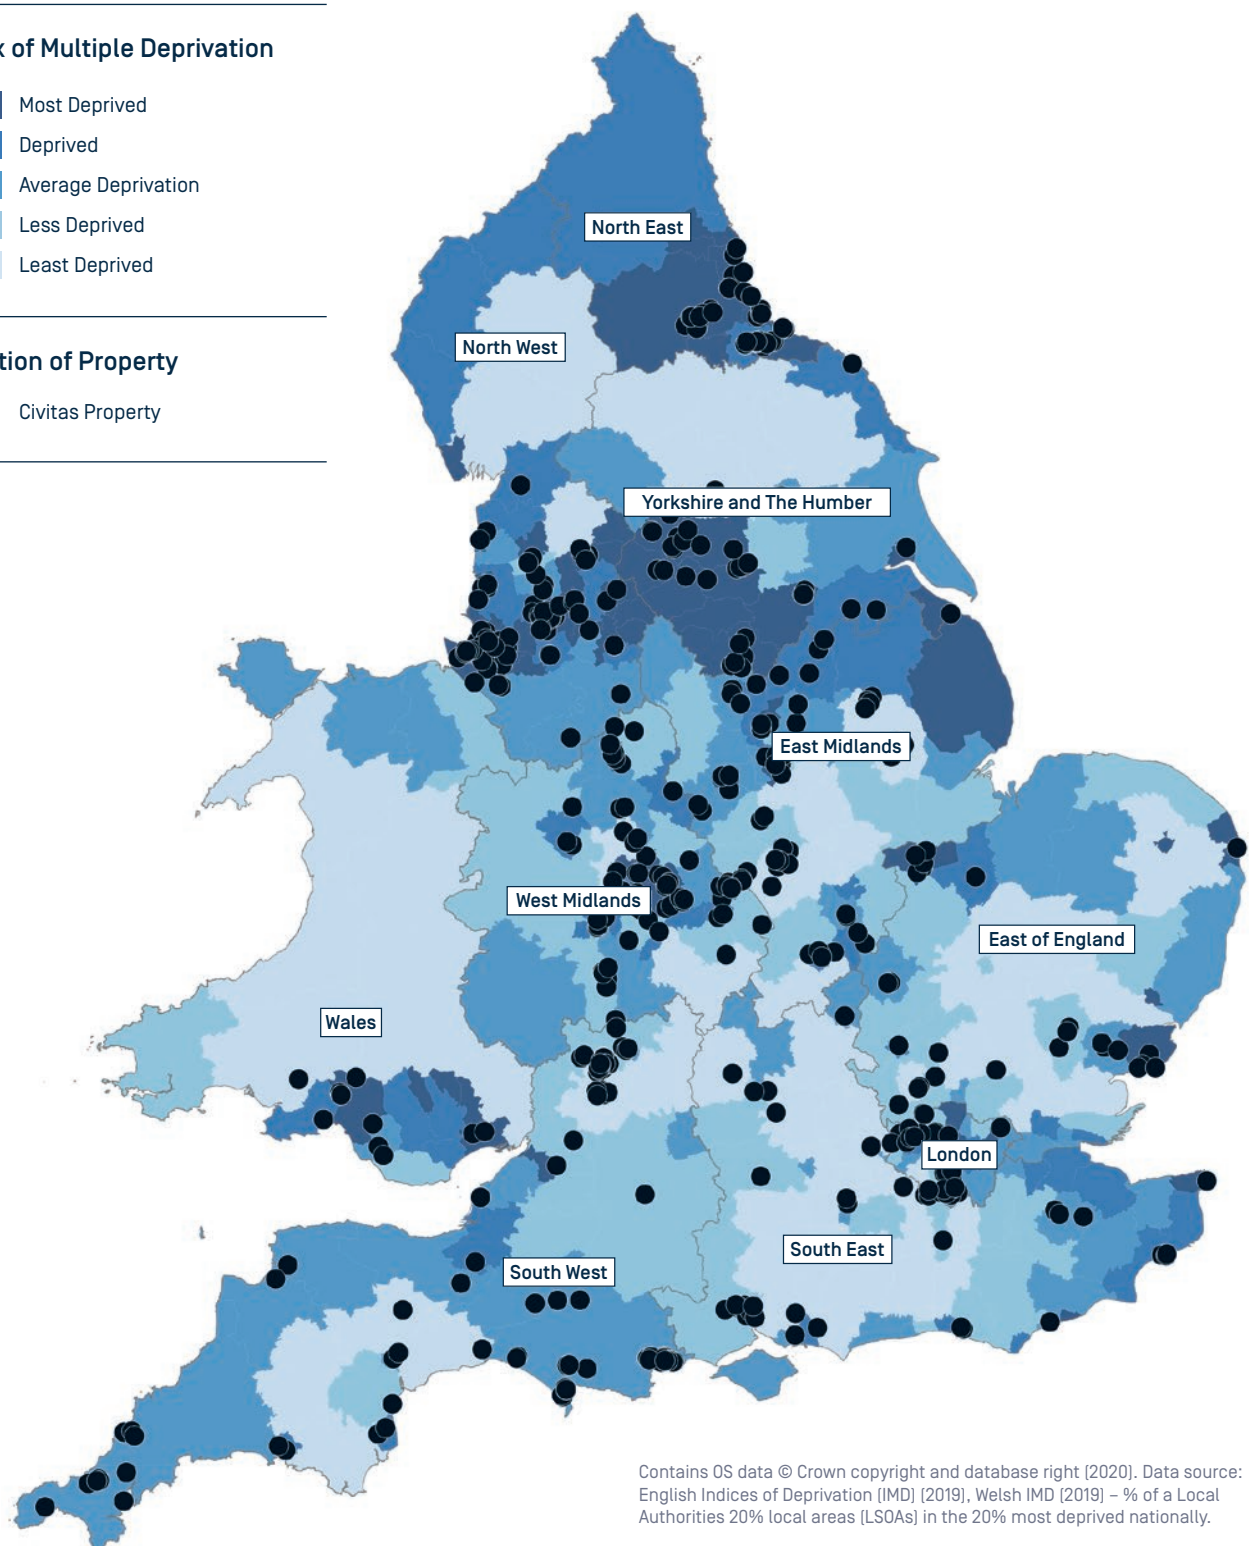 x of Multiple Deprivation
Most Deprived
Deprived
Average Deprivation
Less Deprived
Least Deprived
tion of Property
Civitas Property
North East
North West
Yorkshire and The Humber
East Midlands
West Midlands
East of England
Wales
London
South East
South West
Contains OS data © Crown copyright and database right (2020). Data source:
English Indices of Deprivation (IMD) (2019), Welsh IMD (2019) – % of a Local
Authorities 20% local areas (LSOAs) in the 20% most deprived nationally.